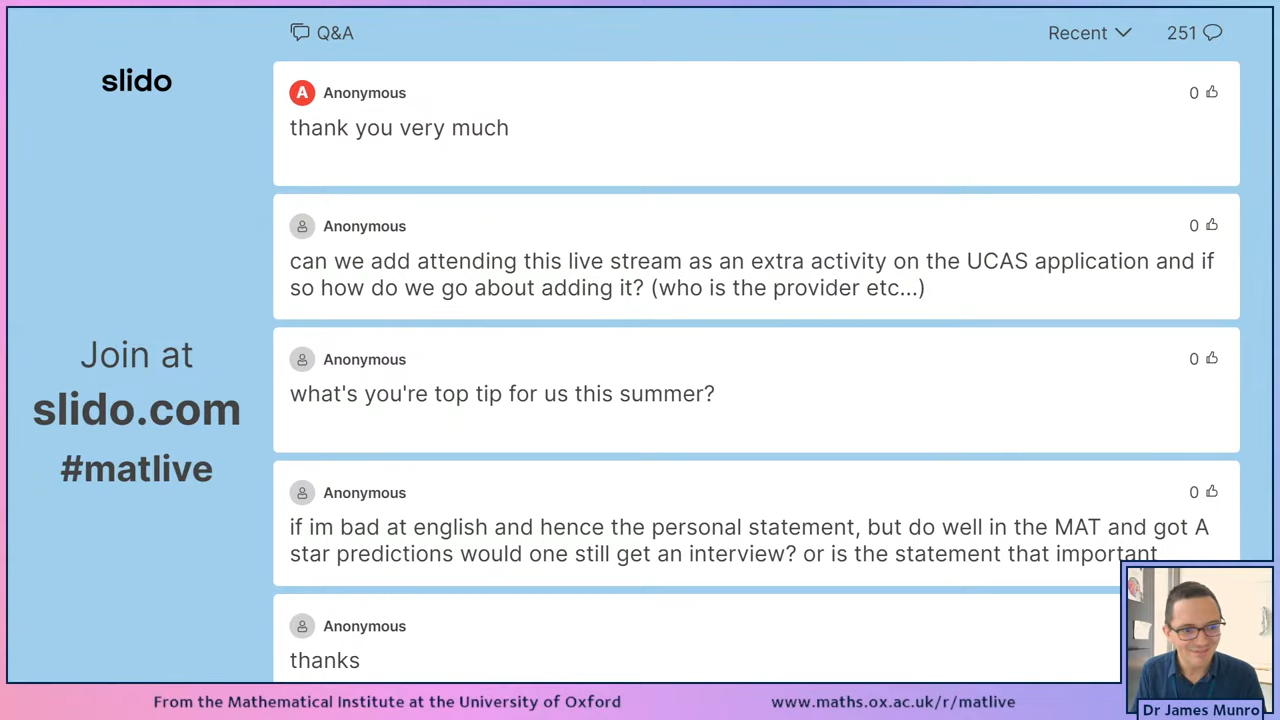 Q&A
Recent
251
slido
A
Anonymous
0
thank you very much
Anonymous
0
can we add attending this live stream as an extra activity on the UCAS application and if
so how do we go about adding it? (who is the provider etc...)
Anonymous
0
what's you're top tip for us this summer?
Join at
slido.com
#matlive
Anonymous
0
if im bad at english and hence the personal statement, but do well in the MAT and got A
star predictions would one still get an interview? or is the statement that important
Anonymous
thanks
From the Mathematical Institute at the University of Oxford
www.maths.ox.ac.uk/r/matlive
Dr James Munro